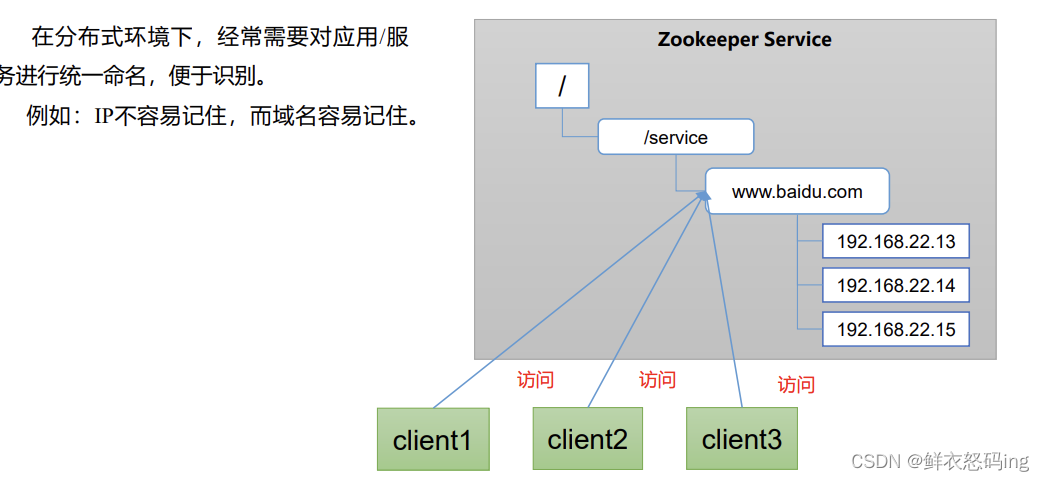 在分布式环境下，经常需要对应用/服
务进行统一命名，便于识别。
例如：IP不容易记住，而域名容易记住。
Zookeeper Service
/
/service
www.baidu.com
192.168.22.13
192.168.22.14
192.168.22.15
访问
访问
访问
client1
client2
client3
CSDN @鲜衣怒码ing